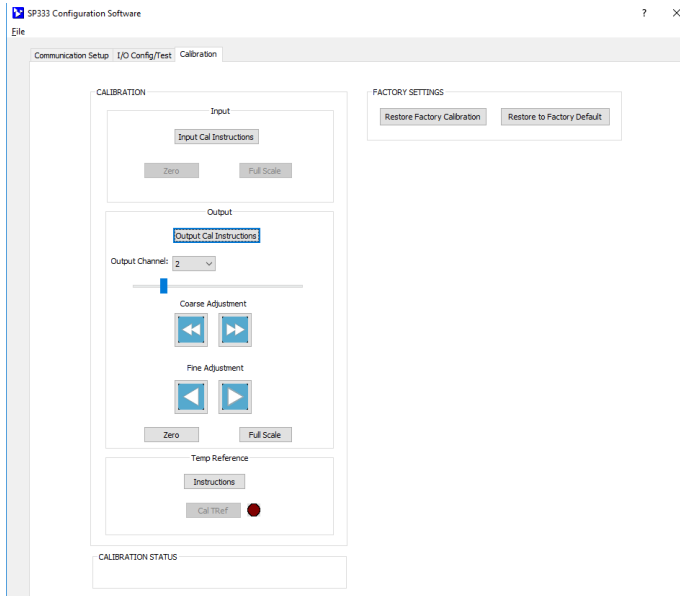 SP333 Configuration Software
?
File
Communication Setup I/O Config/Test Calibration
CALIBRATION
Input
Input Cal Instructions
Zero Full Scale
Output
Output Cal Instructions
Output Channel: 2
Coarse Adjustment
Fine Adjustment
Zero Full Scale
Temp Reference
Instructions
Cal TRef
CALIBRATION STATUS
FACTORY SETTINGS
Restore Factory Calibration Restore to Factory Default